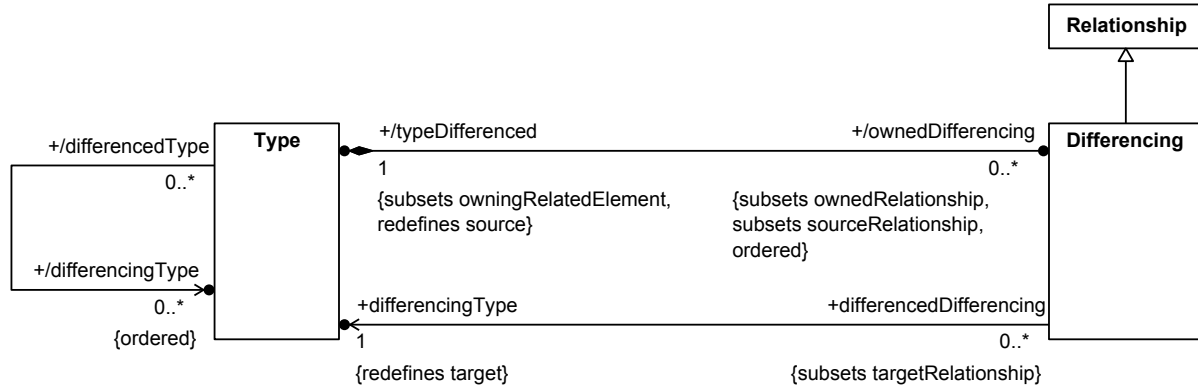 Relationship
+/differencedType
Type
+/typeDifferenced
+/ownedDifferencing
Differencing
0..*
1
0..*
{subsets owningRelatedElement,
redefines source}
{subsets ownedRelationship,
subsets sourceRelationship,
ordered}
+/differencingType
0..*
{ordered}
+differencingType
+differencedDifferencing
1
0..*
{redefines target}
{subsets targetRelationship}